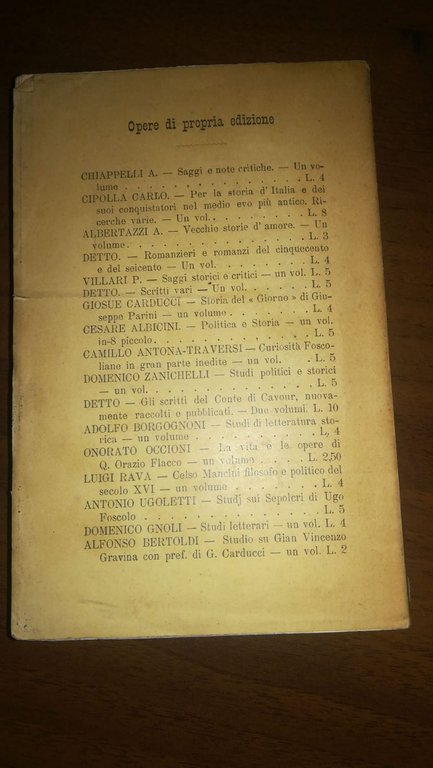 Opere di propria edizione
CHIAPPELLI A. — Saggi e note critiche. — Un vo-
lume . . . . . . . . . . . . . . . L. 4
CIPOLLA CARLO. — Per la storia d'Italia e dei
suoi conquistatori nel medio evo più antico. Ri-
cerche varie. — Un vol. . . . . . . . . L. 8
ALBERTAZZI A. — Vecchie storie d'amore. — Un
volume. . . . . . . . . . . . . . . L. 3
DETTO. — Romanzieri e romanzi del cinquecento
e del seicento — Un vol. . . . . . . . L. 4
VILLARI P. — Saggi storici e critici — un vol. L. 5
DETTO. — Scritti vari — Un vol. . . . . L. 5
GIOSUE CARDUCCI — Storia del « Giorno » di Giu-
seppe Parini — un volume . . . . . . . L. 4
CESARE ALBICINI. — Politica e Storia — un vol.
in-8 piccolo. . . . . . . . . . . . . L. 5
CAMILLO ANTONA-TRAVERSI — Curiosità Fosco-
liane in gran parte inedite — un vol. . . . L. 5
DOMENICO ZANICHELLI — Studi politici e storici
— un vol. . . . . . . . . . . . . . . L. 5
DETTO — Gli scritti del Conte di Cavour, nuova-
mente raccolti e pubblicati. — Due volumi. L. 10
ADOLFO BORGOGNONI — Studi di letteratura sto-
rica — un volume . . . . . . . . . . . L. 4
ONORATO OCCIONI — La vita e le opere di
Q. Orazio Flacco — un volume . . . . . L. 2,50
LUIGI RAVA — Celso Mancini filosofo e politico del
secolo XVI — un volume . . . . . . . . L. 4
ANTONIO UGOLETTI — Studj sui Sepolcri di Ugo
Foscolo . . . . . . . . . . . . . . . L. 5
DOMENICO GNOLI — Studi letterari — un vol. L. 4
ALFONSO BERTOLDI — Studio su Gian Vincenzo
Gravina con pref. di G. Carducci — un vol. L. 2